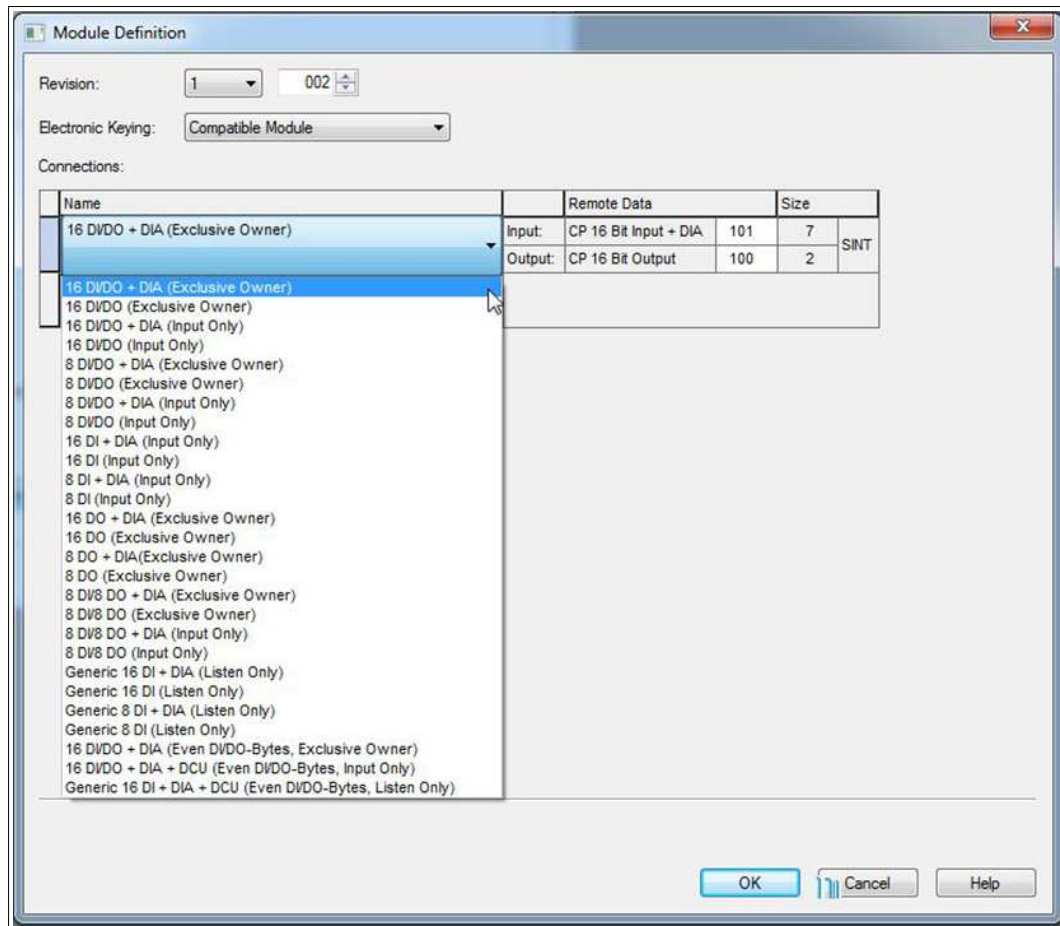 Module Definition
Revision: 1 002
Electronic Keying: Compatible Module
Connections:
Name Remote Data Size
16 DI/DO + DIA (Exclusive Owner) Input: CP 16 Bit Input + DIA 101 7 SINT
Output: CP 16 Bit Output 100 2
16 DI/DO + DIA (Exclusive Owner)
16 DI/DO (Exclusive Owner)
16 DI/DO + DIA (Input Only)
16 DI/DO (Input Only)
8 DI/DO + DIA (Exclusive Owner)
8 DI/DO (Exclusive Owner)
8 DI/DO + DIA (Input Only)
8 DI/DO (Input Only)
16 DI + DIA (Input Only)
16 DI (Input Only)
8 DI + DIA (Input Only)
8 DI (Input Only)
16 DO + DIA (Exclusive Owner)
16 DO (Exclusive Owner)
8 DO + DIA(Exclusive Owner)
8 DO (Exclusive Owner)
8 DI/8 DO + DIA (Exclusive Owner)
8 DI/8 DO (Exclusive Owner)
8 DI/8 DO + DIA (Input Only)
8 DI/8 DO (Input Only)
Generic 16 DI + DIA (Listen Only)
Generic 16 DI (Listen Only)
Generic 8 DI + DIA (Listen Only)
Generic 8 DI (Listen Only)
16 DI/DO + DIA (Even DI/DO-Bytes, Exclusive Owner)
16 DI/DO + DIA + DCU (Even DI/DO-Bytes, Input Only)
Generic 16 DI + DIA + DCU (Even DI/DO-Bytes, Listen Only)
OK Cancel Help